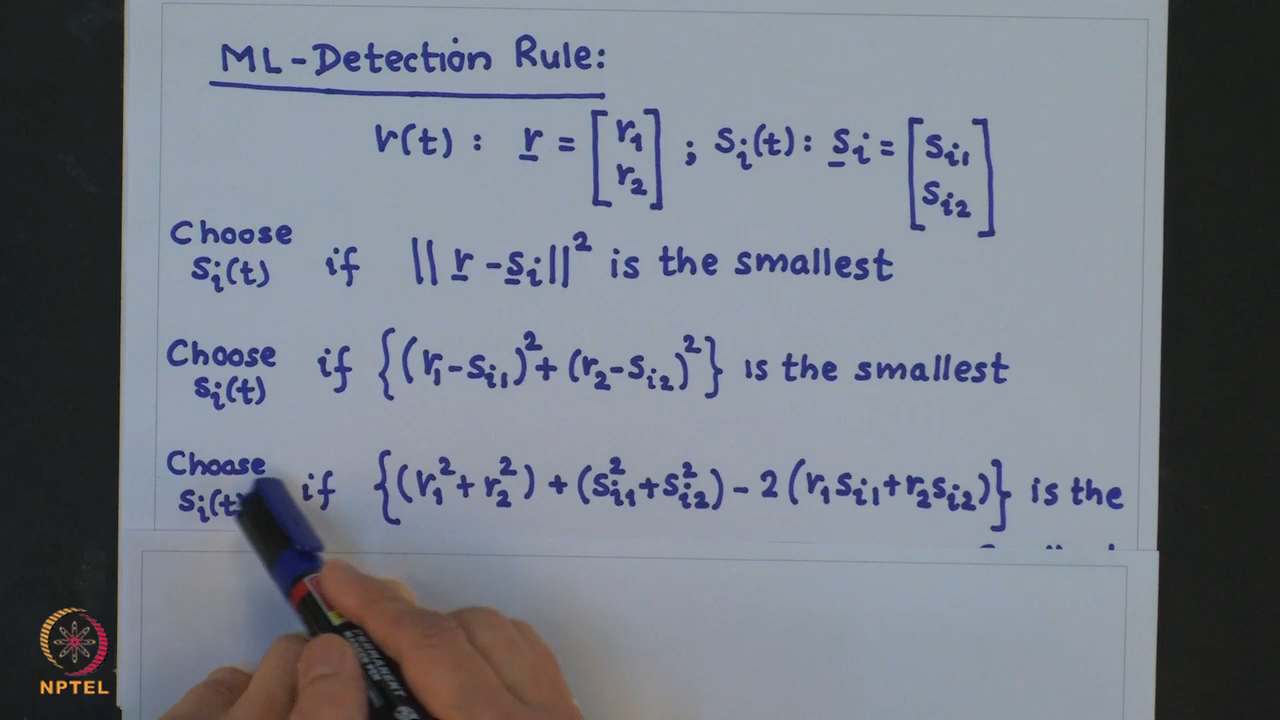 ML-Detection Rule:
r(t) : r = [r₁ r₂] ; Sᵢ(t) : Sᵢ = [Sᵢ₁ Sᵢ₂]
Choose Sᵢ(t) if ||r - Sᵢ||² is the smallest
Choose Sᵢ(t) if {(r₁-Sᵢ₁)² + (r₂-Sᵢ₂)²} is the smallest
Choose Sᵢ(t) if {(r₁² + r₂²) + (Sᵢ₁² + Sᵢ₂²) - 2(r₁Sᵢ₁ + r₂Sᵢ₂)} is the
NPTEL
PERMANENT